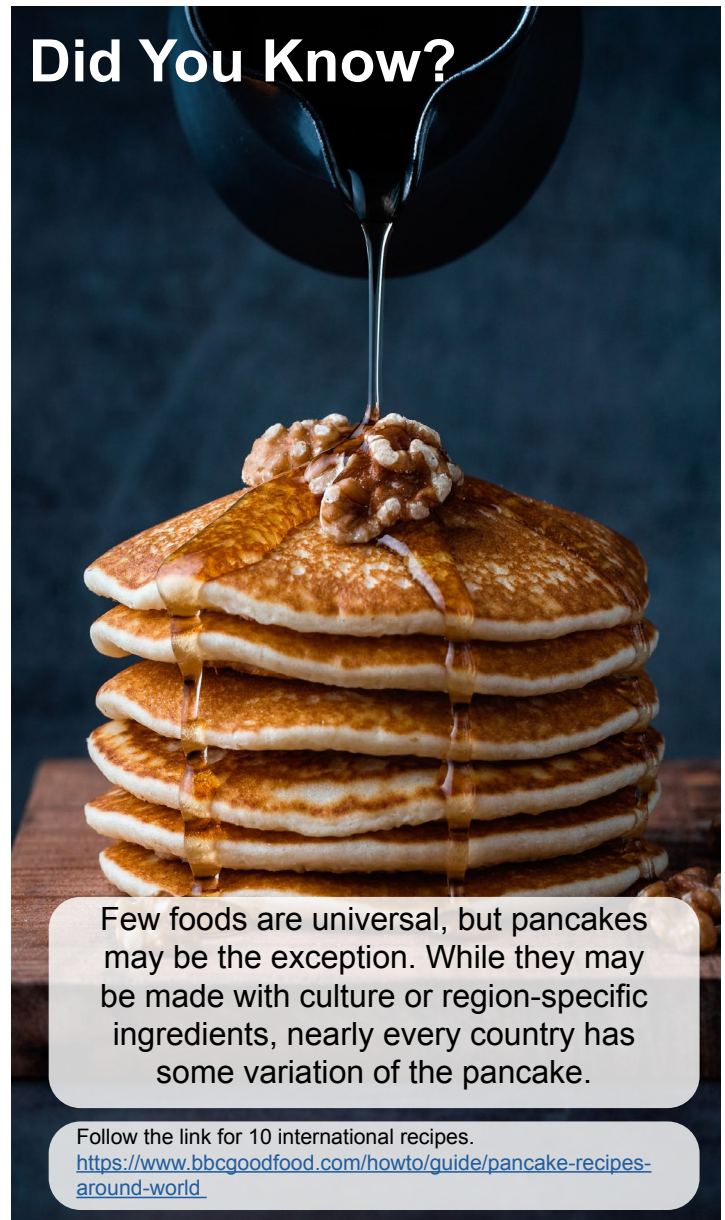 Did You Know?
Few foods are universal, but pancakes
may be the exception. While they may
be made with culture or region-specific
ingredients, nearly every country has
some variation of the pancake.
Follow the link for 10 international recipes.
https://www.bbcgoodfood.com/howto/guide/pancake-recipes-
around-world